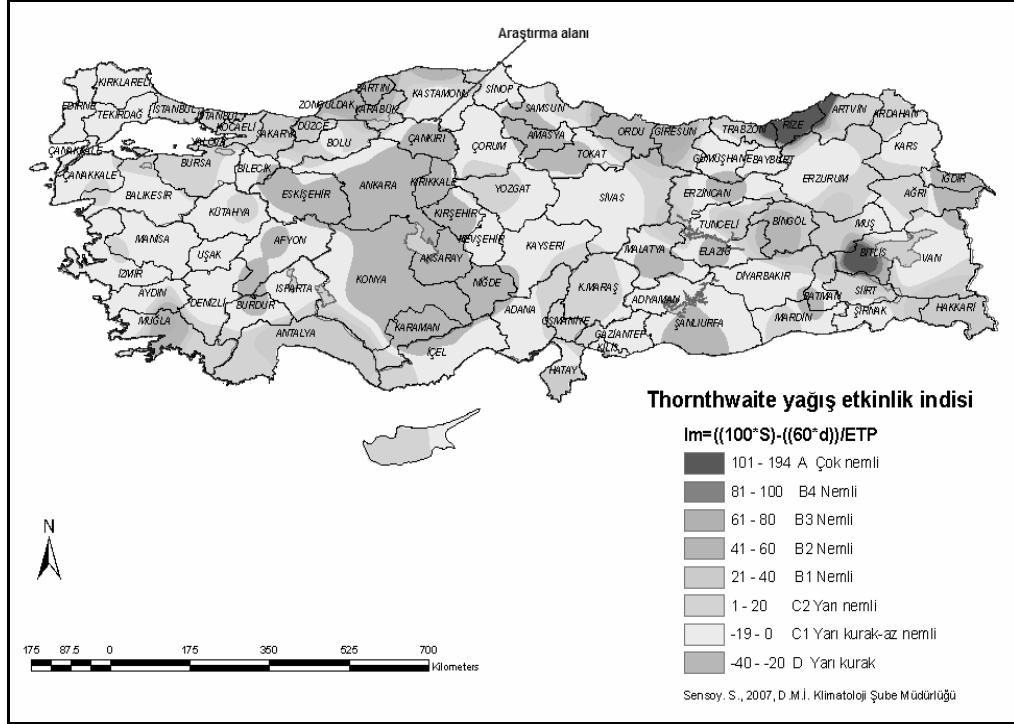 Araştırma alanı
KIRKLARELİ
EDİRNE
TEKİRDAĞ
İSTANBUL
İSTANBUL
KOCAELİ
YALOVA
SAKARYA
DÜZCE
ZONGULDAK
BARTIN
KARABÜK
KASTAMONU
SİNOP
SAMSUN
ÇANKIRI
BOLU
ÇORUM
AMASYA
TOKAT
ORDU
GİRESUN
TRABZON
RİZE
ARTVİN
ARDAHAN
KARS
GÜMÜŞHANE
BAYBURT
ÇANAKKALE
ÇANAKKALE
BURSA
BİLECİK
BALIKESİR
KÜTAHYA
ESKİŞEHİR
ANKARA
KIRIKKALE
YOZGAT
SİVAS
ERZİNCAN
ERZURUM
AĞRI
IĞDIR
KIRŞEHİR
NEVŞEHİR
KAYSERİ
MALATYA
TUNCELİ
ELAZIĞ
BİNGÖL
MUŞ
BİTLİS
VAN
MANİSA
UŞAK
AFYON
İZMİR
AYDIN
DENİZLİ
ISPARTA
BURDUR
KONYA
AKSARAY
NİĞDE
K.MARAŞ
ADIYAMAN
DİYARBAKIR
BATMAN
SİİRT
ŞIRNAK
HAKKARİ
MARDİN
ŞANLIURFA
GAZİANTEP
KİLİS
OSMANİYE
ADANA
HATAY
İÇEL
KARAMAN
ANTALYA
MUĞLA
Thornthwaite yağış etkinlik indisi
Im=((100*S)-((60*d))/ETP
101 - 194 A Çok nemli
81 - 100 B4 Nemli
61 - 80 B3 Nemli
41 - 60 B2 Nemli
21 - 40 B1 Nemli
1 - 20 C2 Yarı nemli
-19 - 0 C1 Yarı kurak-az nemli
-40 - -20 D Yarı kurak
N
175 87.5 0 175 350 525 700
Kilometers
Sensoy. S., 2007, D.M.İ. Klimatoloji Şube Müdürlüğü